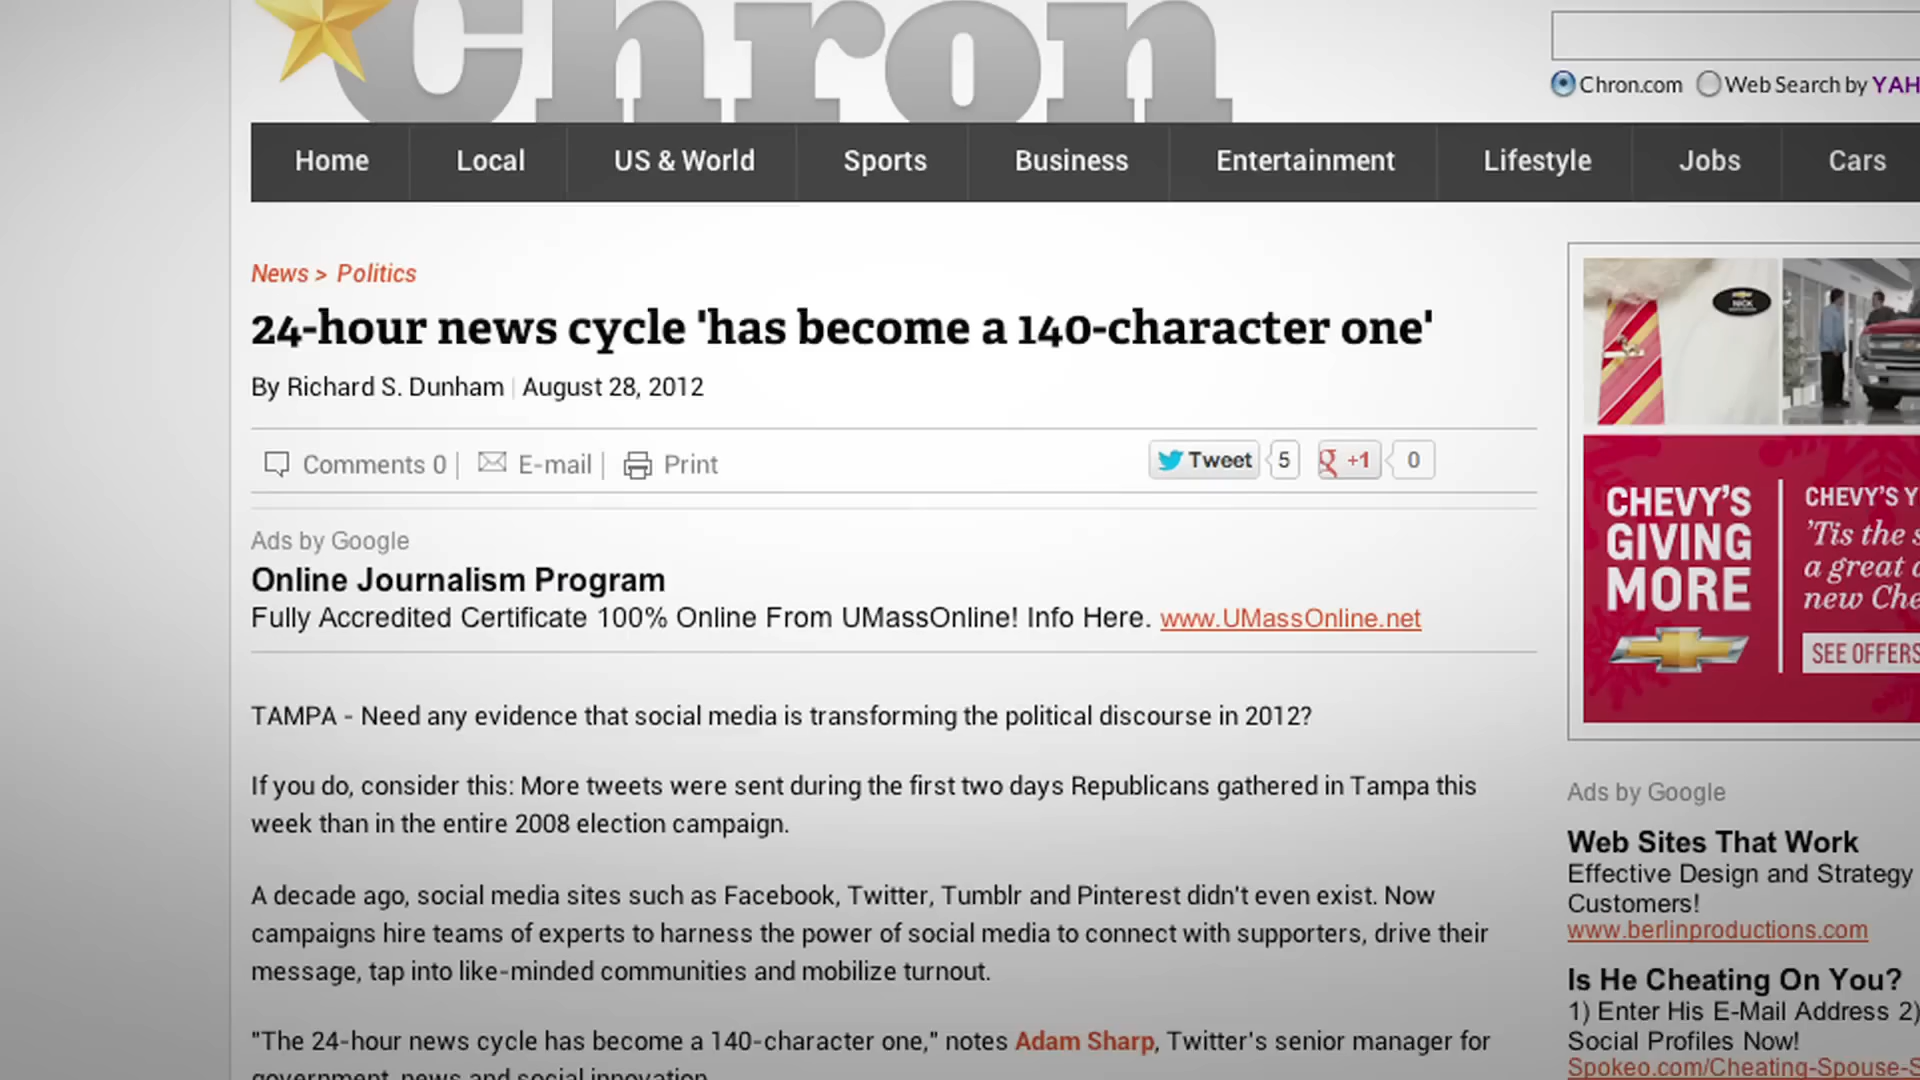 Chron
Chron.com Web Search by
Home Local US & World Sports Business Entertainment Lifestyle Jobs Cars
News > Politics
24-hour news cycle 'has become a 140-character one'
By Richard S. Dunham | August 28, 2012
Comments 0 | E-mail | Print
Tweet 5 +1 0
Ads by Google
Online Journalism Program
Fully Accredited Certificate 100% Online From UMassOnline! Info Here. www.UMassOnline.net
TAMPA - Need any evidence that social media is transforming the political discourse in 2012?
If you do, consider this: More tweets were sent during the first two days Republicans gathered in Tampa this
week than in the entire 2008 election campaign.
A decade ago, social media sites such as Facebook, Twitter, Tumblr and Pinterest didn't even exist. Now
campaigns hire teams of experts to harness the power of social media to connect with supporters, drive their
message, tap into like-minded communities and mobilize turnout.
"The 24-hour news cycle has become a 140-character one," notes Adam Sharp, Twitter's senior manager for
government, news and social innovation.
CHEVY'S
GIVING
MORE
CHEVY'S
'Tis the
a great
new
SEE OFFERS
Ads by Google
Web Sites That Work
Effective Design and Strategy
Customers!
www.berlinproductions.com
Is He Cheating On You?
1) Enter His E-Mail Address 2)
Social Profiles Now!
Spokeo.com/Cheating-Spouse-